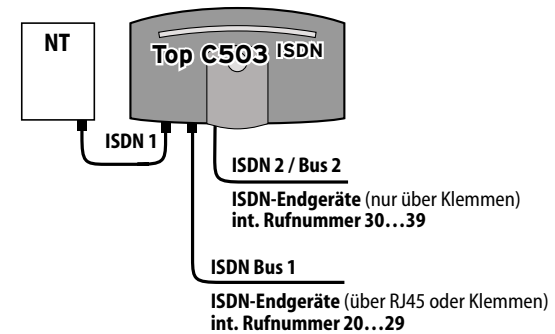 NT
Top C503 ISDN
ISDN 1
ISDN 2 / Bus 2
ISDN-Endgeräte (nur über Klemmen)
int. Rufnummer 30...39
ISDN Bus 1
ISDN-Endgeräte (über RJ45 oder Klemmen)
int. Rufnummer 20...29